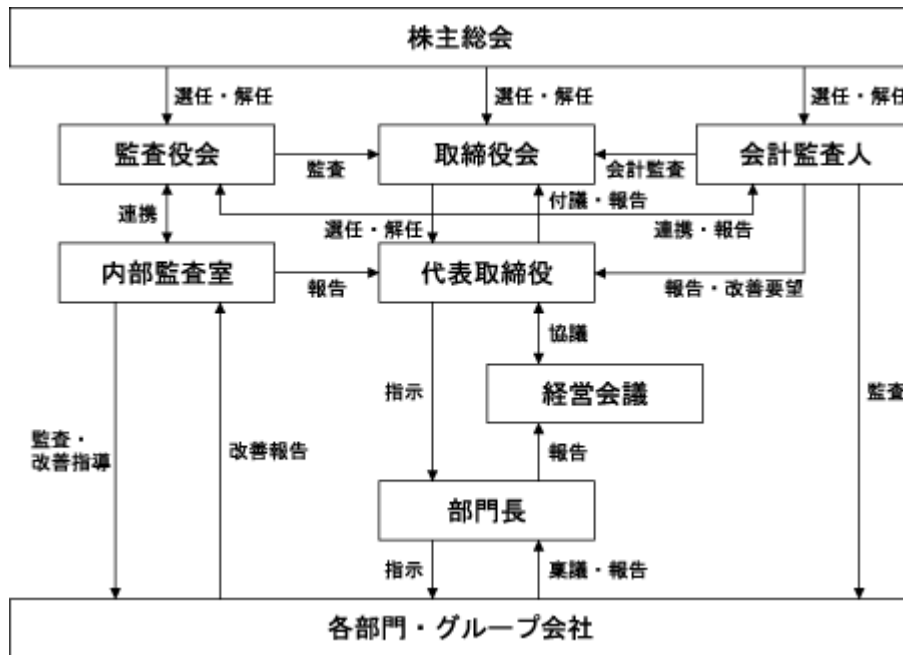 株主総会
選任・解任
選任・解任
選任・解任
監査役会
取締役会
会計監査人
監査
会計監査
連携
付議・報告
選任・解任
連携・報告
内部監査室
代表取締役
報告
報告・改善要望
協議
指示
経営会議
監査
監査・
改善指導
改善報告
報告
部門長
指示
稟議・報告
各部門・グループ会社